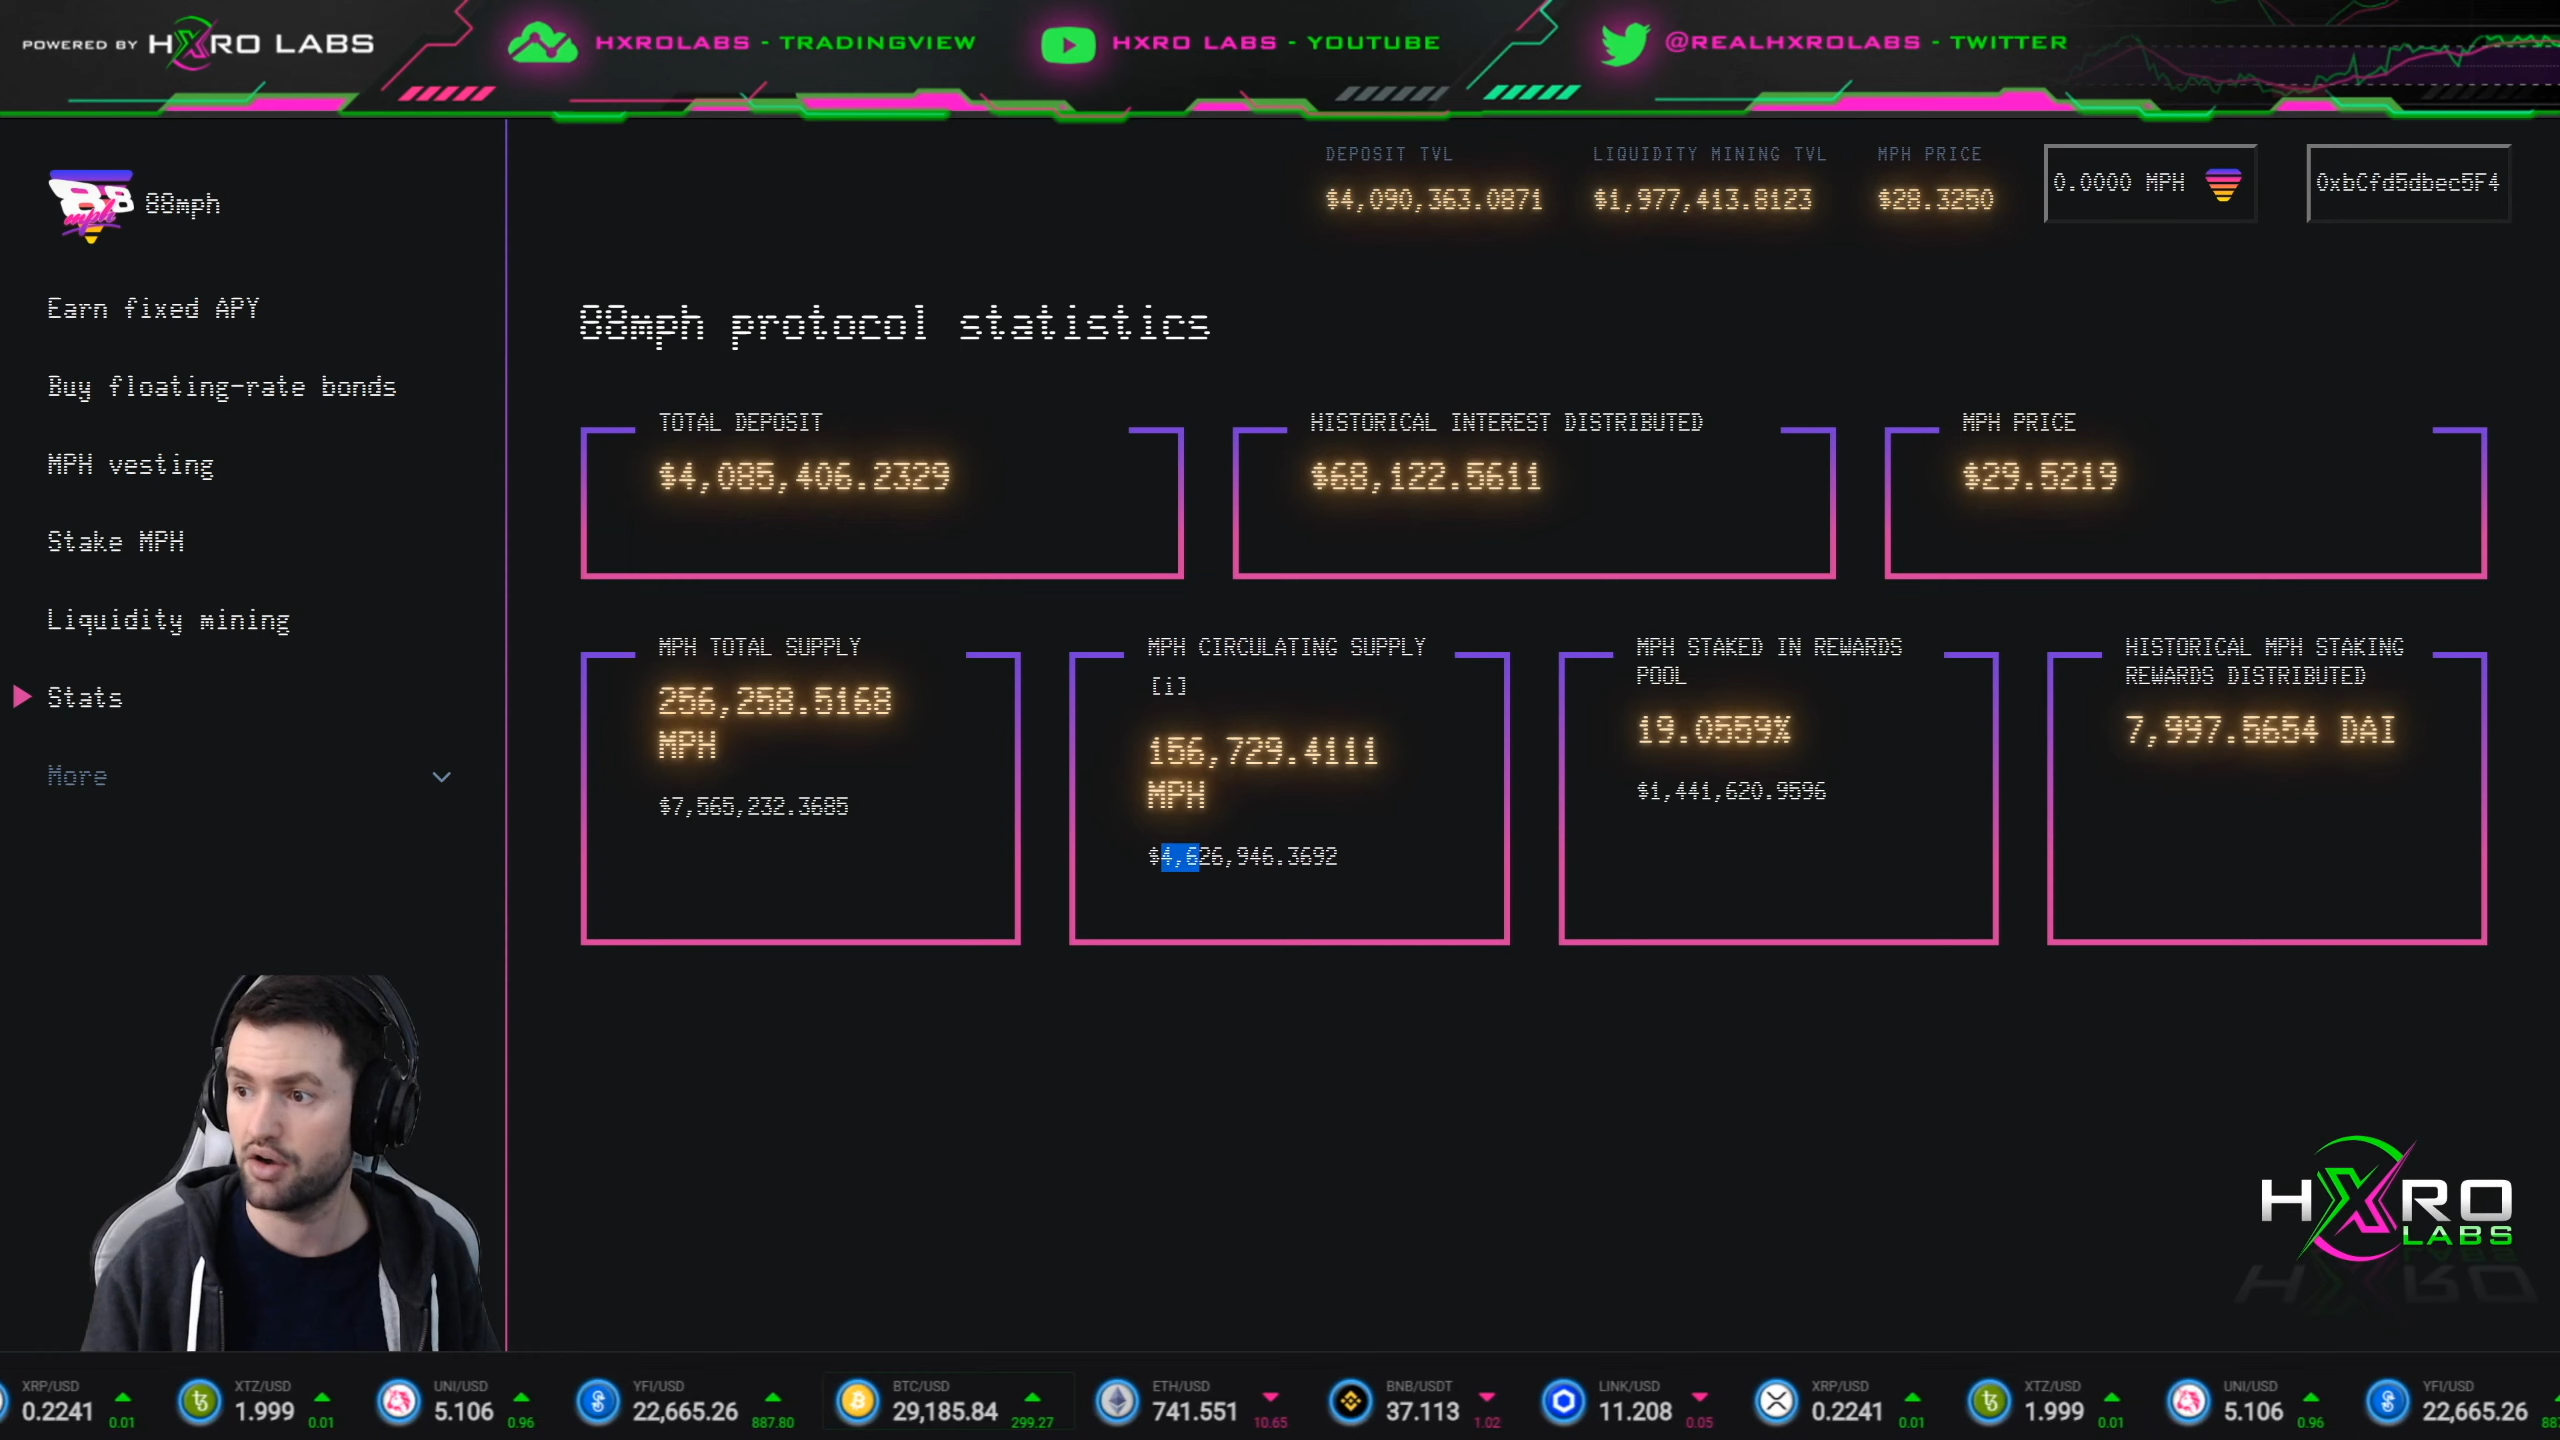 POWERED BY HXRO LABS
HXROLABS - TRADINGVIEW
HXRO LABS - YOUTUBE
@REALHXROLABS - TWITTER
88mph
DEPOSIT TVL
$4,090,363.0871
LIQUIDITY MINING TVL
$1,977,413.8123
MPH PRICE
$28.3250
0.0000 MPH
0xbCfd5dbec5F4
Earn fixed APY
Buy floating-rate bonds
MPH vesting
Stake MPH
Liquidity mining
Stats
More
88mph protocol statistics
TOTAL DEPOSIT
$4,085,406.2329
HISTORICAL INTEREST DISTRIBUTED
$68,122.5611
MPH PRICE
$29.5219
MPH TOTAL SUPPLY
256,258.5168
MPH
$7,565,232.3685
MPH CIRCULATING SUPPLY
[i]
156,729.4111
MPH
$4,626,946.3692
MPH STAKED IN REWARDS
POOL
19.0559%
$1,441,620.9596
HISTORICAL MPH STAKING
REWARDS DISTRIBUTED
7,997.5654 DAI
HXRO
LABS
XRP/USD
0.2241
0.01
XTZ/USD
1.999
0.01
UNI/USD
5.106
0.96
YFI/USD
22,665.26
887.80
BTC/USD
29,185.84
299.27
ETH/USD
741.551
10.65
BNB/USDT
37.113
1.02
LINK/USD
11.208
0.05
XRP/USD
0.2241
0.01
XTZ/USD
1.999
0.01
UNI/USD
5.106
0.96
YFI/USD
22,665.26